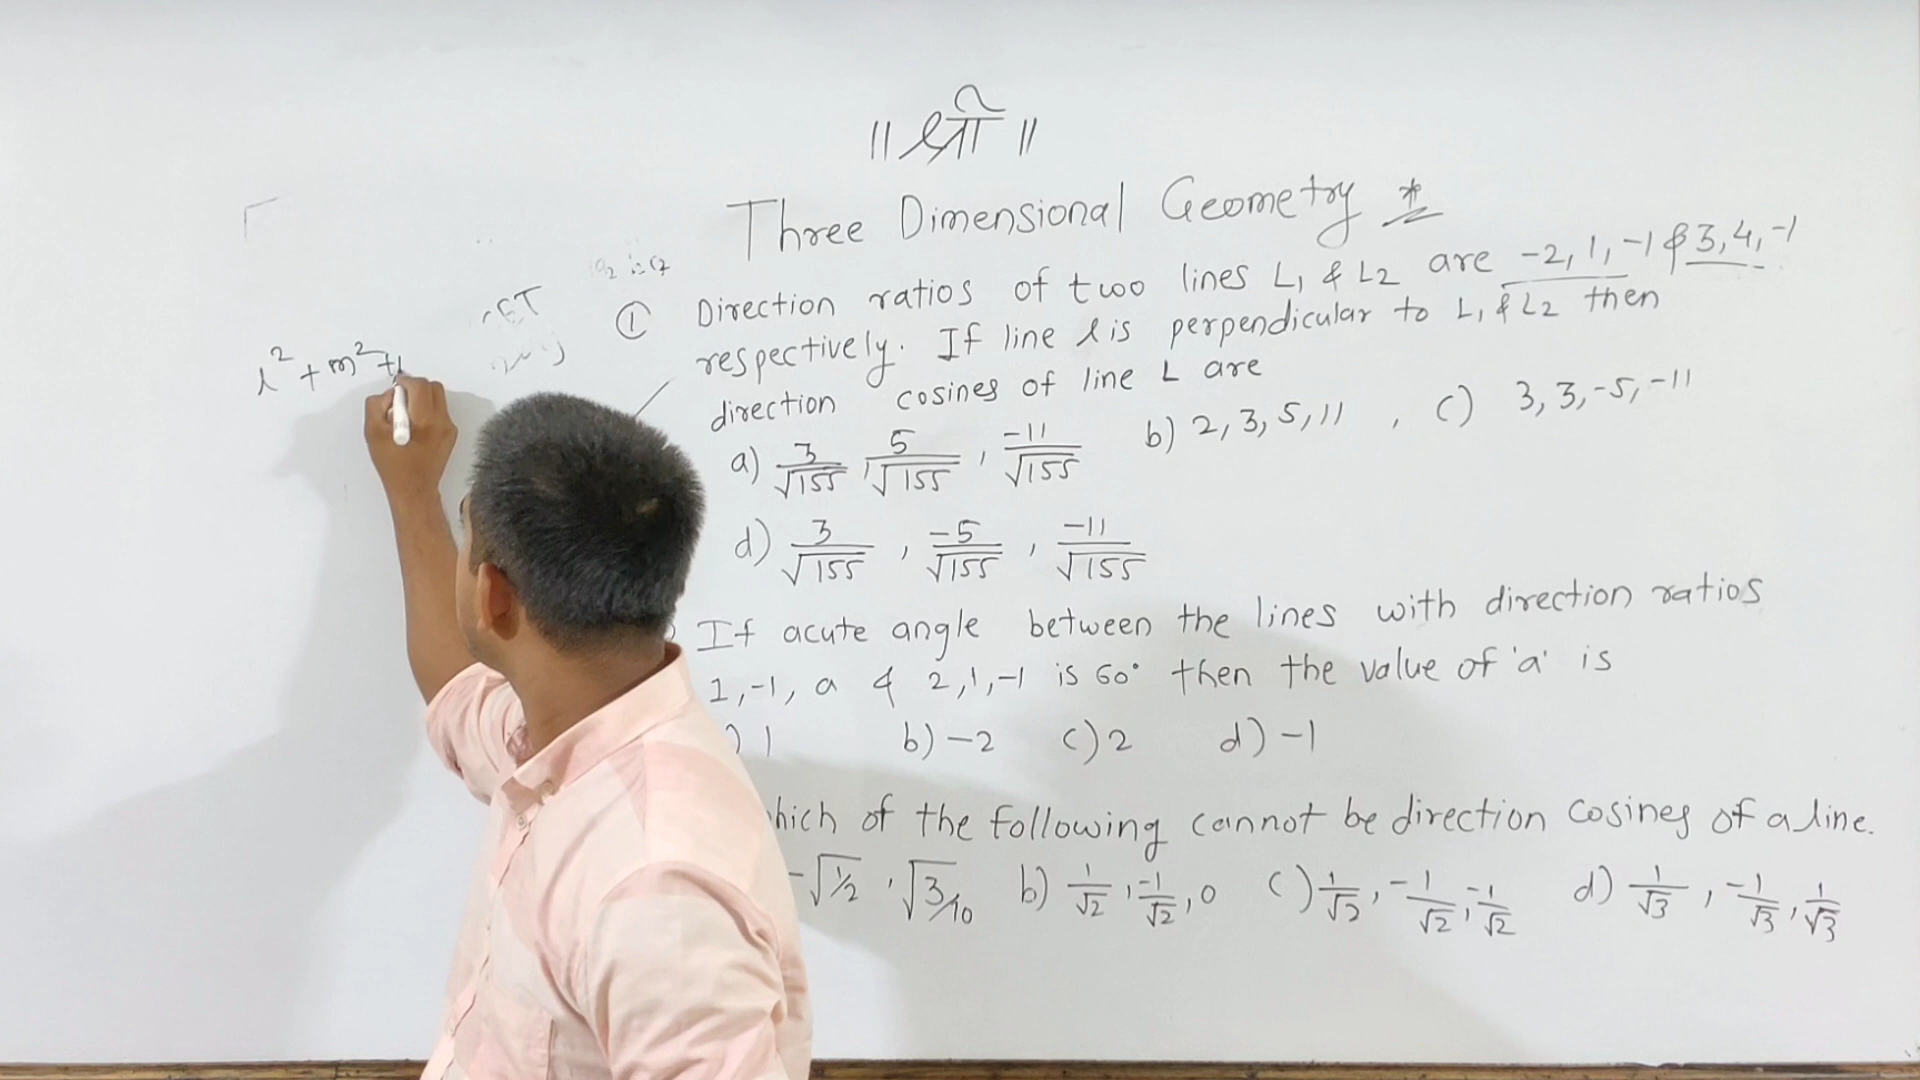 ॥ श्री ॥
Three Dimensional Geometry *
① Direction ratios of two lines L₁ & L2 are -2, 1, -1 & 3, 4, -1
respectively. If line l is perpendicular to L₁ & L2 then
direction cosines of line L are
a) 3/√155, 5/√155, -11/√155 b) 2, 3, 5, 11, c) 3, 3, -5, -11
d) 3/√155, -5/√155, -11/√155
If acute angle between the lines with direction ratios
1, -1, a & 2, 1, -1 is 60° then the value of 'a' is
) 1 b) -2 c) 2 d) -1
hich of the following cannot be direction cosines of a line.
-√1/2, √3/10 b) 1/√2, -1/√2, 0 c) 1/√2, -1/√2, -1/√2 d) 1/√3, -1/√3, 1/√3
l² + m² +
ET